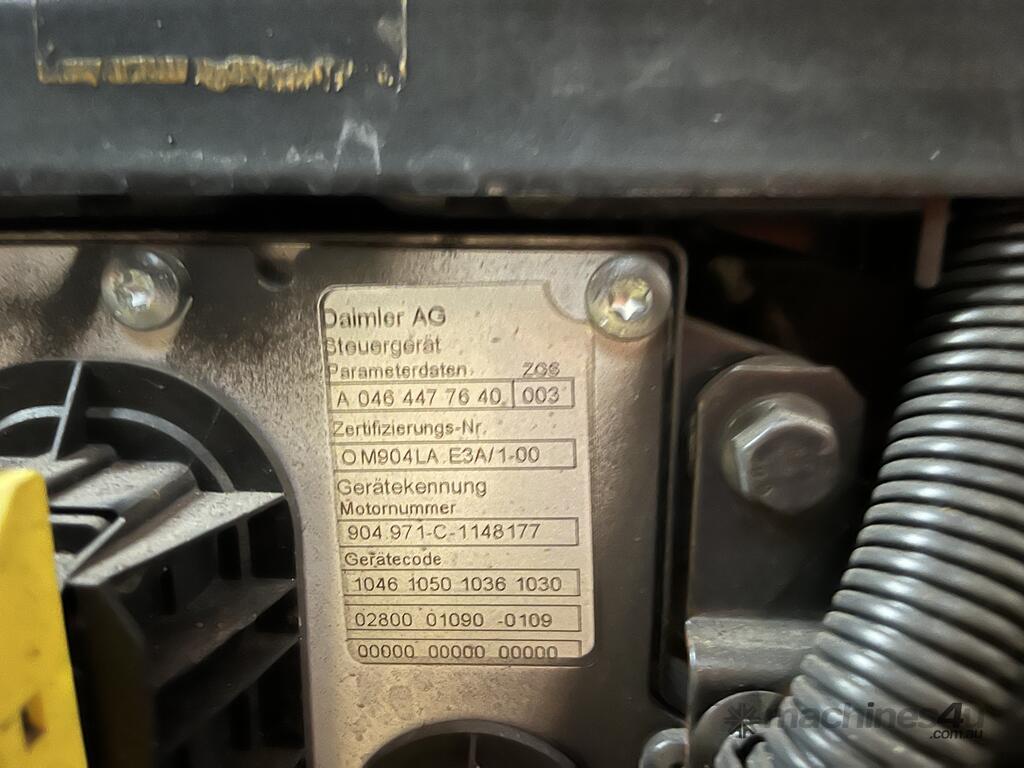 Daimler AG
Steuergerät
Parameterdaten ZGS
A 046 447 76 40 003
Zertifizierungs-Nr.
OM904LA E3A/1-00
Gerätekennung
Motornummer
904.971-C-1148177
Gerätecode
1046 1050 1036 1030
02800 01090 -0109
00000 00000 00000
machines4u
.com.au